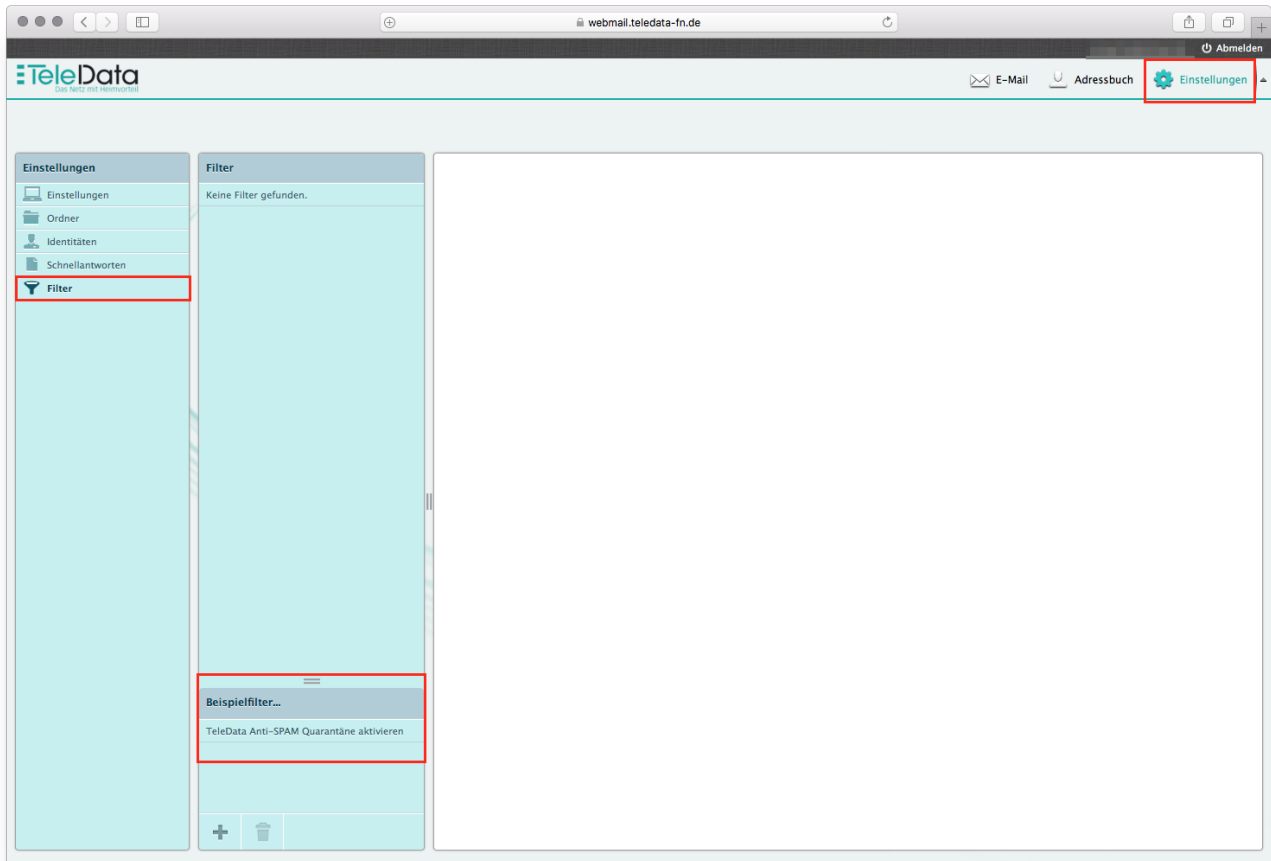 webmail.teledata-fn.de
Abmelden
TeleData
Das Netz mit Heimvorteil
E-Mail
Adressbuch
Einstellungen
Einstellungen
Einstellungen
Ordner
Identitäten
Schnellantworten
Filter
Filter
Keine Filter gefunden.
Beispielfilter...
TeleData Anti-SPAM Quarantäne aktivieren